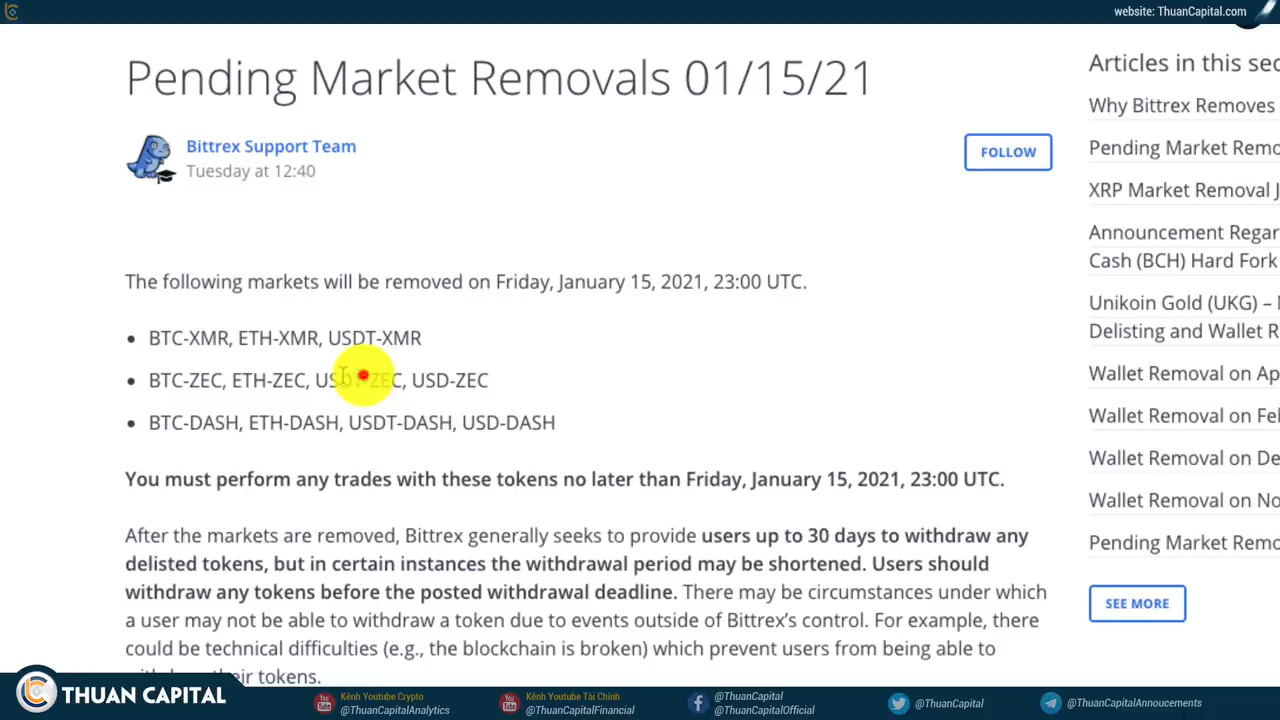 website: ThuanCapital.com
Pending Market Removals 01/15/21
Bittrex Support Team
Tuesday at 12:40
FOLLOW
The following markets will be removed on Friday, January 15, 2021, 23:00 UTC.
• BTC-XMR, ETH-XMR, USDT-XMR
• BTC-ZEC, ETH-ZEC, USDT-ZEC, USD-ZEC
• BTC-DASH, ETH-DASH, USDT-DASH, USD-DASH
You must perform any trades with these tokens no later than Friday, January 15, 2021, 23:00 UTC.
After the markets are removed, Bittrex generally seeks to provide users up to 30 days to withdraw any
delisted tokens, but in certain instances the withdrawal period may be shortened. Users should
withdraw any tokens before the posted withdrawal deadline. There may be circumstances under which
a user may not be able to withdraw a token due to events outside of Bittrex's control. For example, there
could be technical difficulties (e.g., the blockchain is broken) which prevent users from being able to
tokens.
Articles in this sec
Why Bittrex Removes
Pending Market Remo
XRP Market Removal J
Announcement Regar
Cash (BCH) Hard Fork
Unikoin Gold (UKG) –
Delisting and Wallet R
Wallet Removal on Ap
Wallet Removal on Fel
Wallet Removal on De
Wallet Removal on No
Pending Market Remo
SEE MORE
THUAN CAPITAL
Kênh Youtube Crypto
@ThuanCapitalAnalytics
Kênh Youtube Tài Chính
@ThuanCapitalFinancial
@ThuanCapital
@ThuanCapitalOfficial
@ThuanCapital
@ThuanCapitalAnnoucements